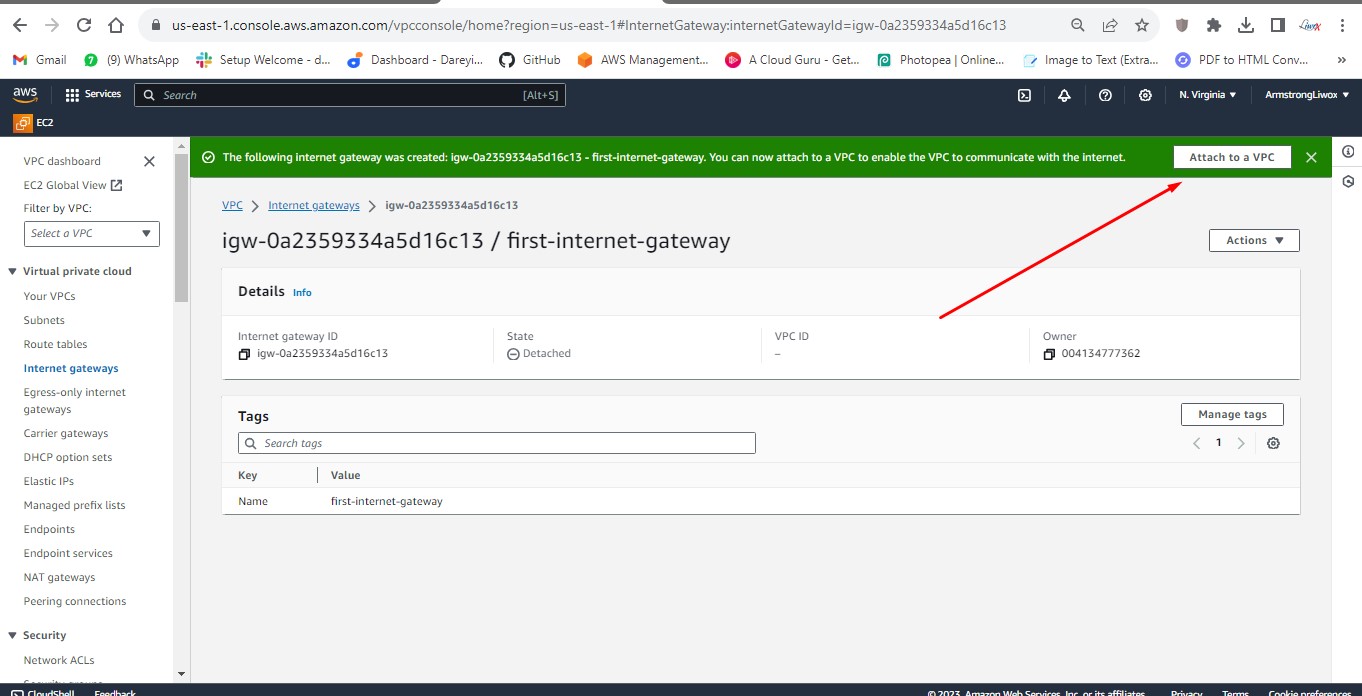 us-east-1.console.aws.amazon.com/vpcconsole/home?region=us-east-1#InternetGateway:internetGatewayId=igw-0a2359334a5d16c13
Gmail (9) WhatsApp Setup Welcome - d... Dashboard - Dareyi... GitHub AWS Management... A Cloud Guru - Get... Photopea | Online... Image to Text (Extra... PDF to HTML Conv... »
aws Services Search [Alt+S] N. Virginia ArmstrongLiwox
EC2
The following internet gateway was created: igw-0a2359334a5d16c13 - first-internet-gateway. You can now attach to a VPC to enable the VPC to communicate with the internet. Attach to a VPC
VPC dashboard
EC2 Global View
Filter by VPC:
Select a VPC
Virtual private cloud
Your VPCs
Subnets
Route tables
Internet gateways
Egress-only internet
gateways
Carrier gateways
DHCP option sets
Elastic IPs
Managed prefix lists
Endpoints
Endpoint services
NAT gateways
Peering connections
Security
Network ACLs
Security groups
VPC > Internet gateways > igw-0a2359334a5d16c13
igw-0a2359334a5d16c13 / first-internet-gateway Actions
Details Info
Internet gateway ID
igw-0a2359334a5d16c13
State
Detached
VPC ID
–
Owner
004134777362
Tags Manage tags
Search tags 1
Key Value
Name first-internet-gateway
CloudShell Feedback © 2023, Amazon Web Services, Inc. or its affiliates. Privacy Terms Cookie preferences